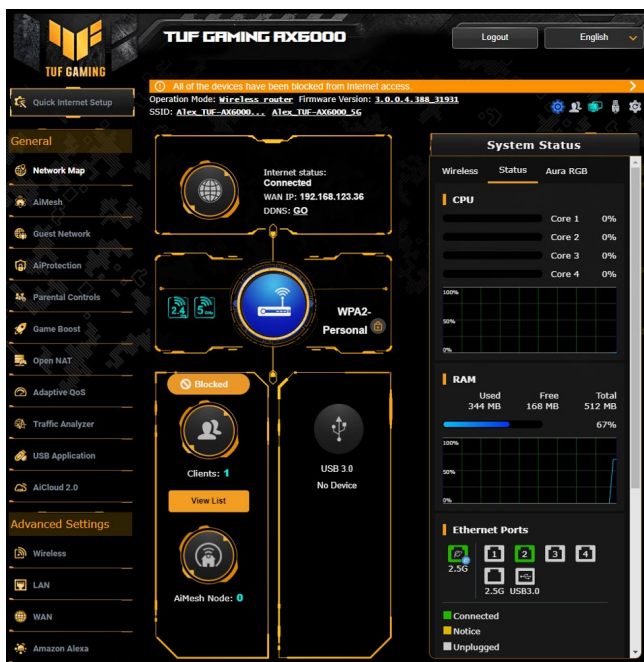 TUF GAMING
TUF GAMING AX6000
Logout
English
All of the devices have been blocked from Internet access.
Quick Internet Setup
Operation Mode: Wireless router Firmware Version: 3.0.0.4.388_31931
SSID: Alex_TUF-AX6000... Alex_TUF-AX6000_5G
General
Network Map
AiMesh
Guest Network
AiProtection
Parental Controls
Game Boost
Open NAT
Adaptive QoS
Traffic Analyzer
USB Application
AiCloud 2.0
Advanced Settings
Wireless
LAN
WAN
Amazon Alexa
Internet status:
Connected
WAN IP: 192.168.123.36
DDNS: GO
2.4 GHz
5 GHz
WPA2-
Personal
Blocked
Clients: 1
View List
AiMesh Node: 0
USB 3.0
No Device
System Status
Wireless Status Aura RGB
CPU
Core 1 0%
Core 2 0%
Core 3 0%
Core 4 0%
100%
50%
0%
RAM
Used Free Total
344 MB 168 MB 512 MB
67%
100%
50%
0%
Ethernet Ports
1 2 3 4
2.5G
2.5G USB3.0
Connected
Notice
Unplugged